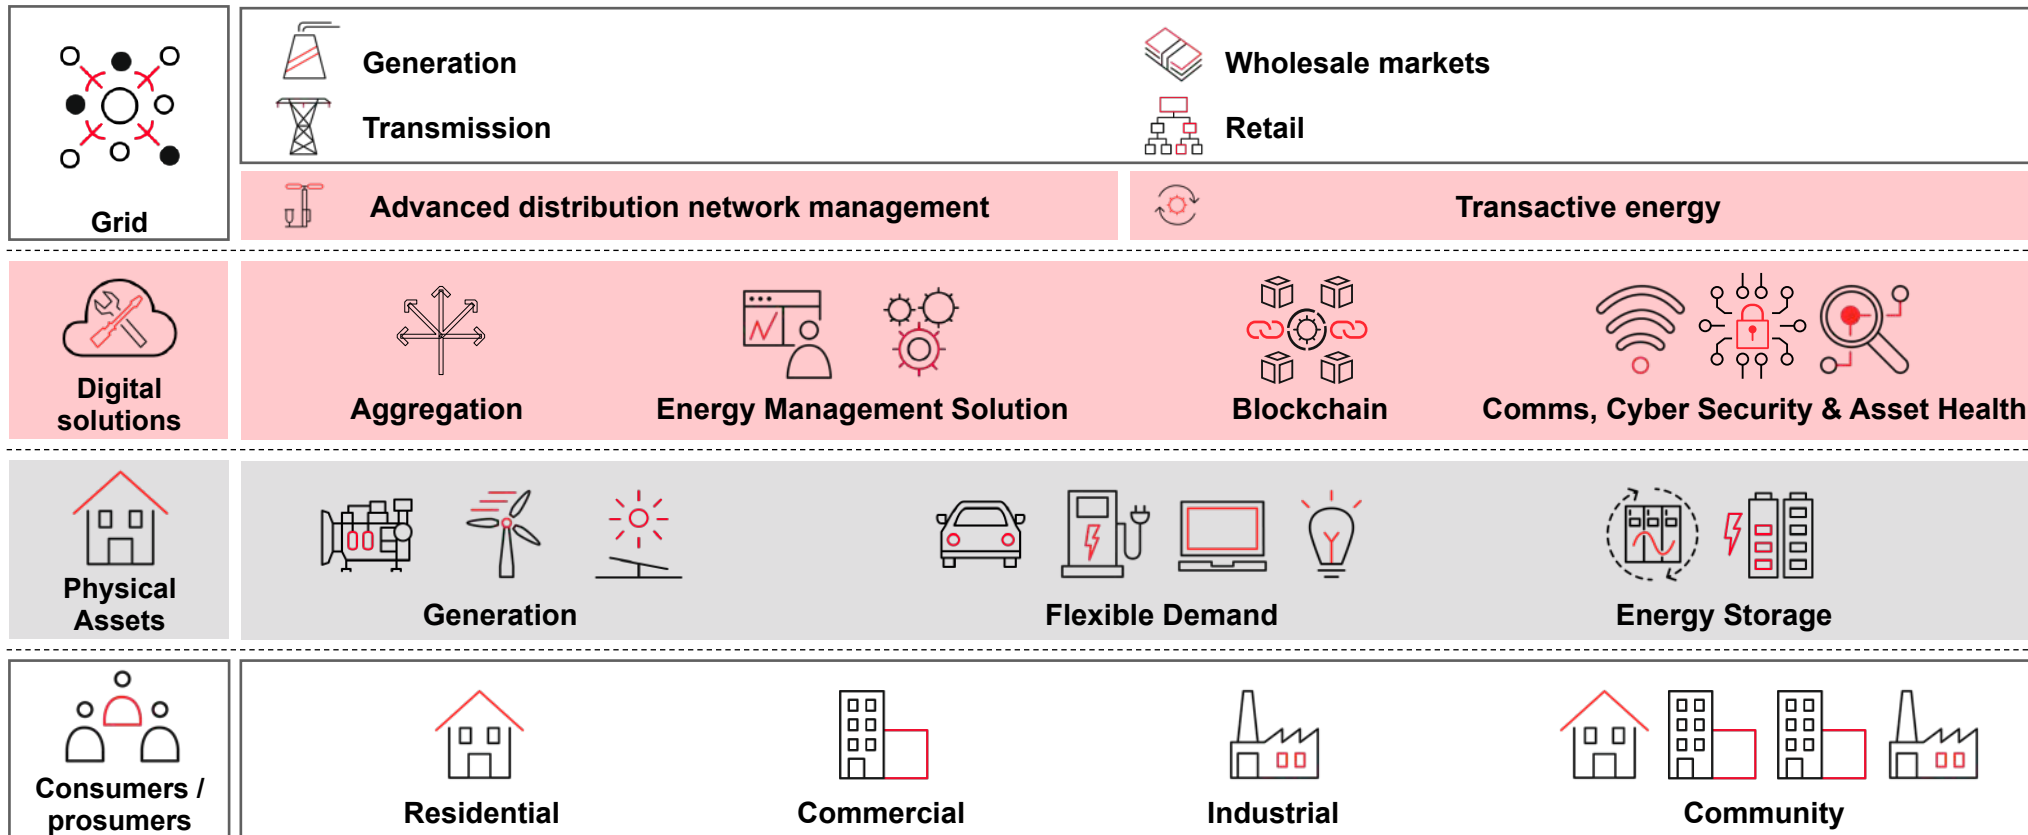 Grid
Generation
Wholesale markets
Transmission
Retail
Advanced distribution network management
Transactive energy
Digital
solutions
Aggregation
Energy Management Solution
Blockchain
Comms, Cyber Security & Asset Health
Physical
Assets
Generation
Flexible Demand
Energy Storage
Consumers /
prosumers
Residential
Commercial
Industrial
Community